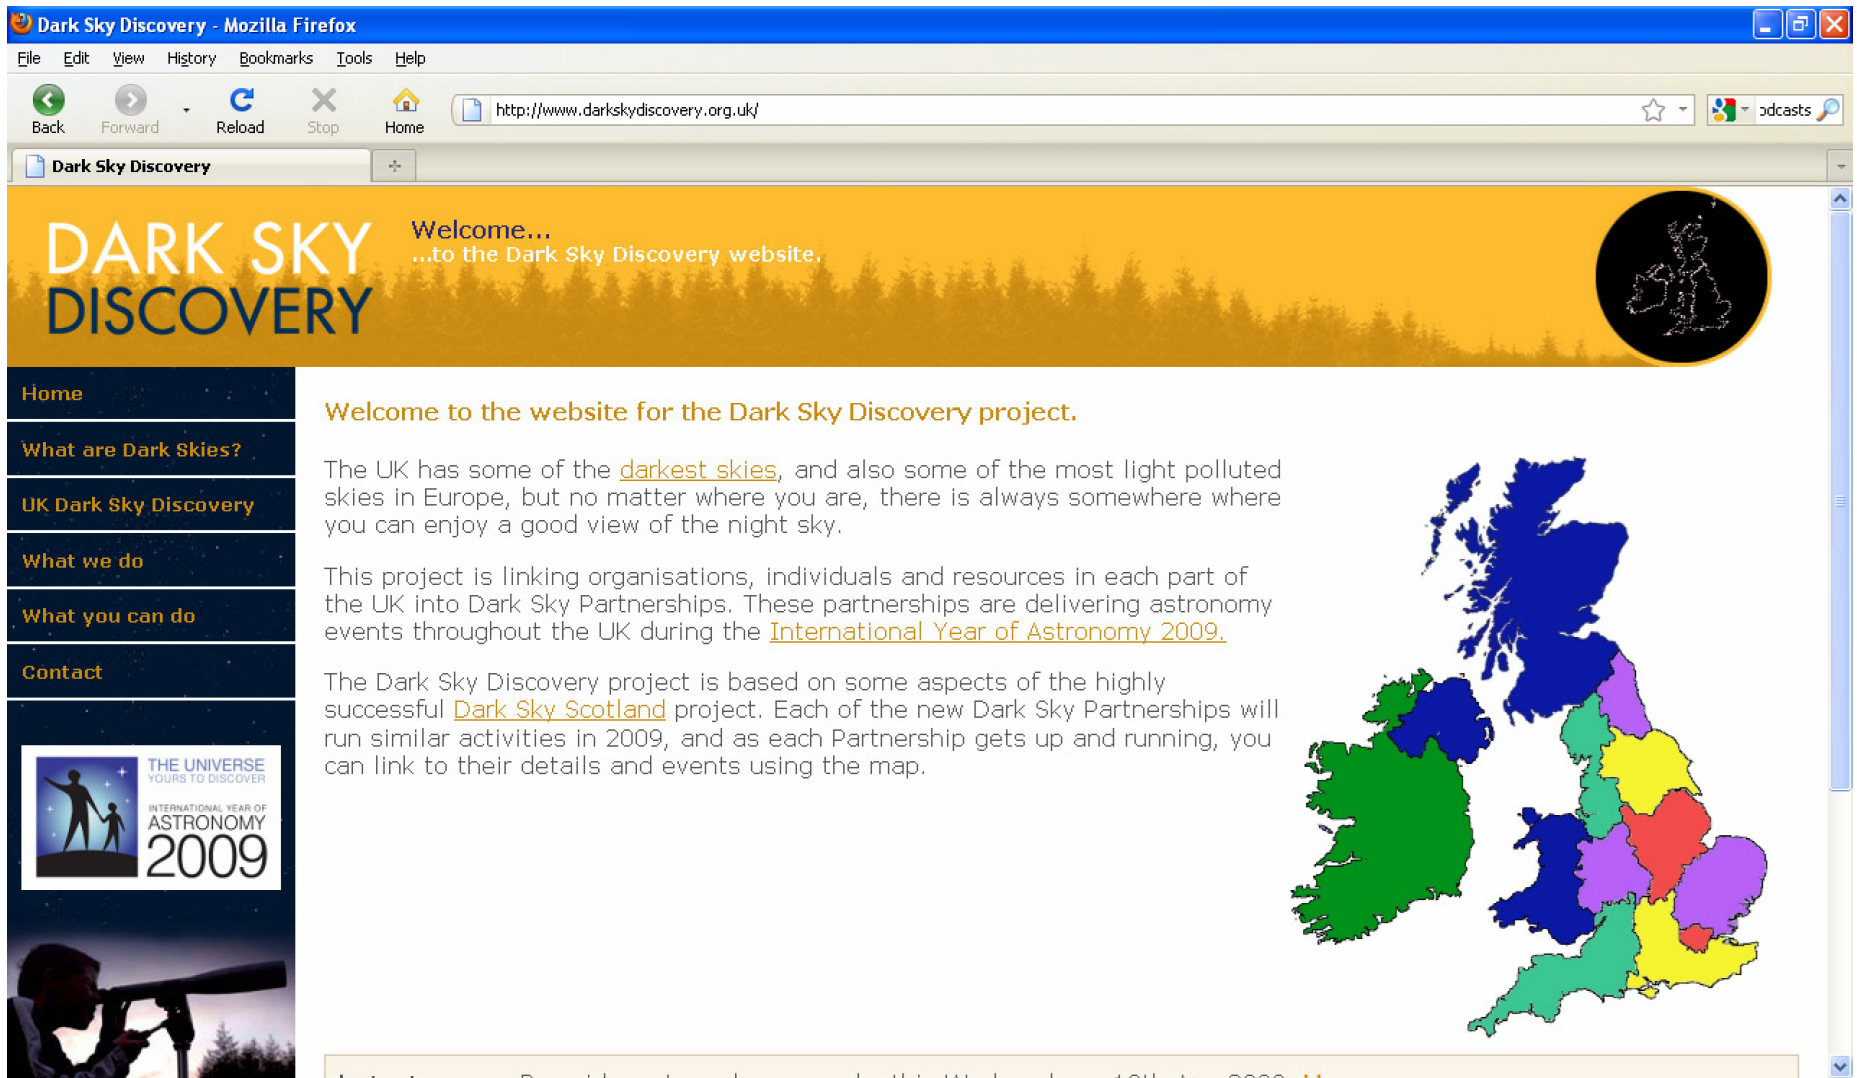 Dark Sky Discovery - Mozilla Firefox
File Edit View History Bookmarks Tools Help
http://www.darkskydiscovery.org.uk/
Back Forward Reload Stop Home
Dark Sky Discovery
DARK SKY
DISCOVERY
Welcome...
...to the Dark Sky Discovery website.
Home
What are Dark Skies?
UK Dark Sky Discovery
What we do
What you can do
Contact
THE UNIVERSE
YOURS TO DISCOVER
INTERNATIONAL YEAR OF
ASTRONOMY
2009
Welcome to the website for the Dark Sky Discovery project.
The UK has some of the darkest skies, and also some of the most light polluted
skies in Europe, but no matter where you are, there is always somewhere where
you can enjoy a good view of the night sky.
This project is linking organisations, individuals and resources in each part of
the UK into Dark Sky Partnerships. These partnerships are delivering astronomy
events throughout the UK during the International Year of Astronomy 2009.
The Dark Sky Discovery project is based on some aspects of the highly
successful Dark Sky Scotland project. Each of the new Dark Sky Partnerships will
run similar activities in 2009, and as each Partnership gets up and running, you
can link to their details and events using the map.